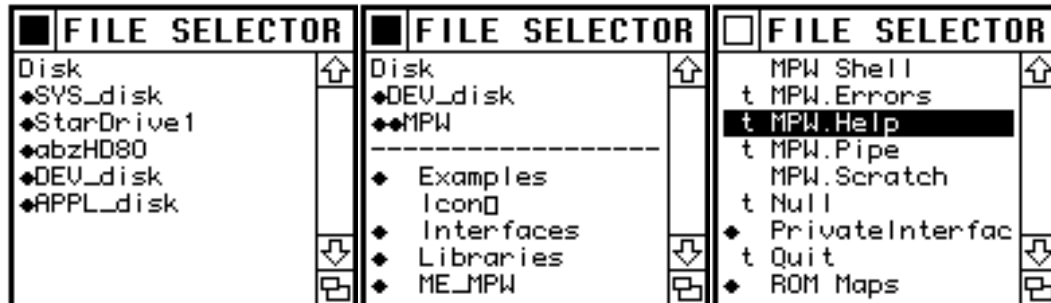 FILE SELECTOR
Disk
◆SYS_disk
◆StarDrive1
◆abzHD80
◆DEV_disk
◆APPL_disk
FILE SELECTOR
Disk
◆DEV_disk
◆◆MPW
--------------------
◆ Examples
Icon▯
◆ Interfaces
◆ Libraries
◆ ME_MPW
FILE SELECTOR
MPW Shell
t MPW.Errors
t MPW.Help
t MPW.Pipe
MPW.Scratch
t Null
◆ PrivateInterfac
t Quit
◆ ROM Maps